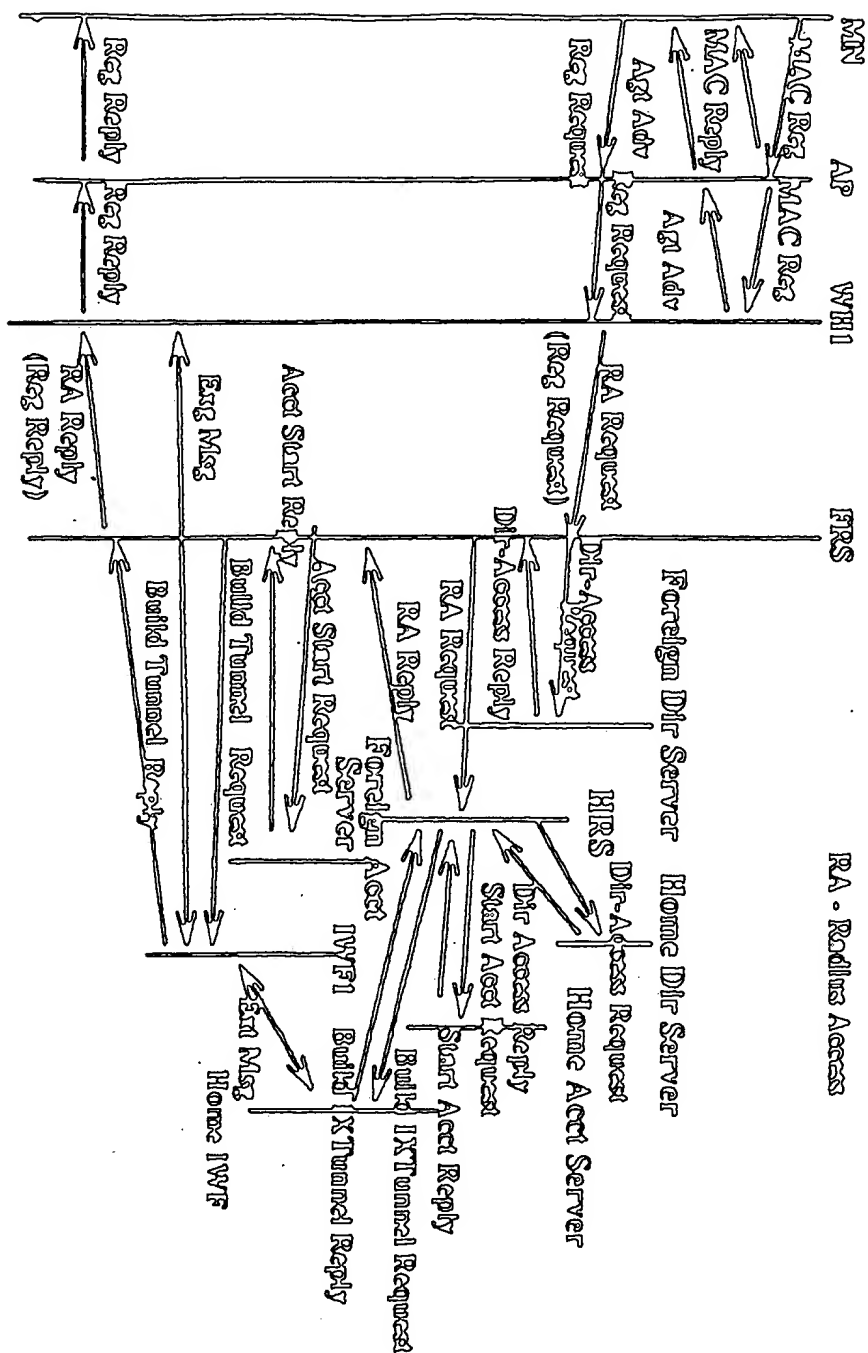 MN
AP
WH1
FRS
MAC Reg
MAC Reg
MAC Reply
Agt Adv
Agt Adv
Reg Request
Reg Request
RA Request
(Reg Request)
Dir-Access
Request
Dir-Access Reply
Foreign Dir Server
Home Dir Server
RA - Radius Access
HRS
Dir-Access Request
Dir Access Reply
Home Acct Server
RA Request
Start Acct Request
Start Acct Reply
RA Reply
Build IXTunnel Request
Build IXTunnel Reply
Foreign Acct
Server
Acct Start Request
Acct Start Reply
IWF1
Home IWF
Build Tunnel Request
Build Tunnel Reply
Ext Msg
RA Reply
(Reg Reply)
Reg Reply
Reg Reply